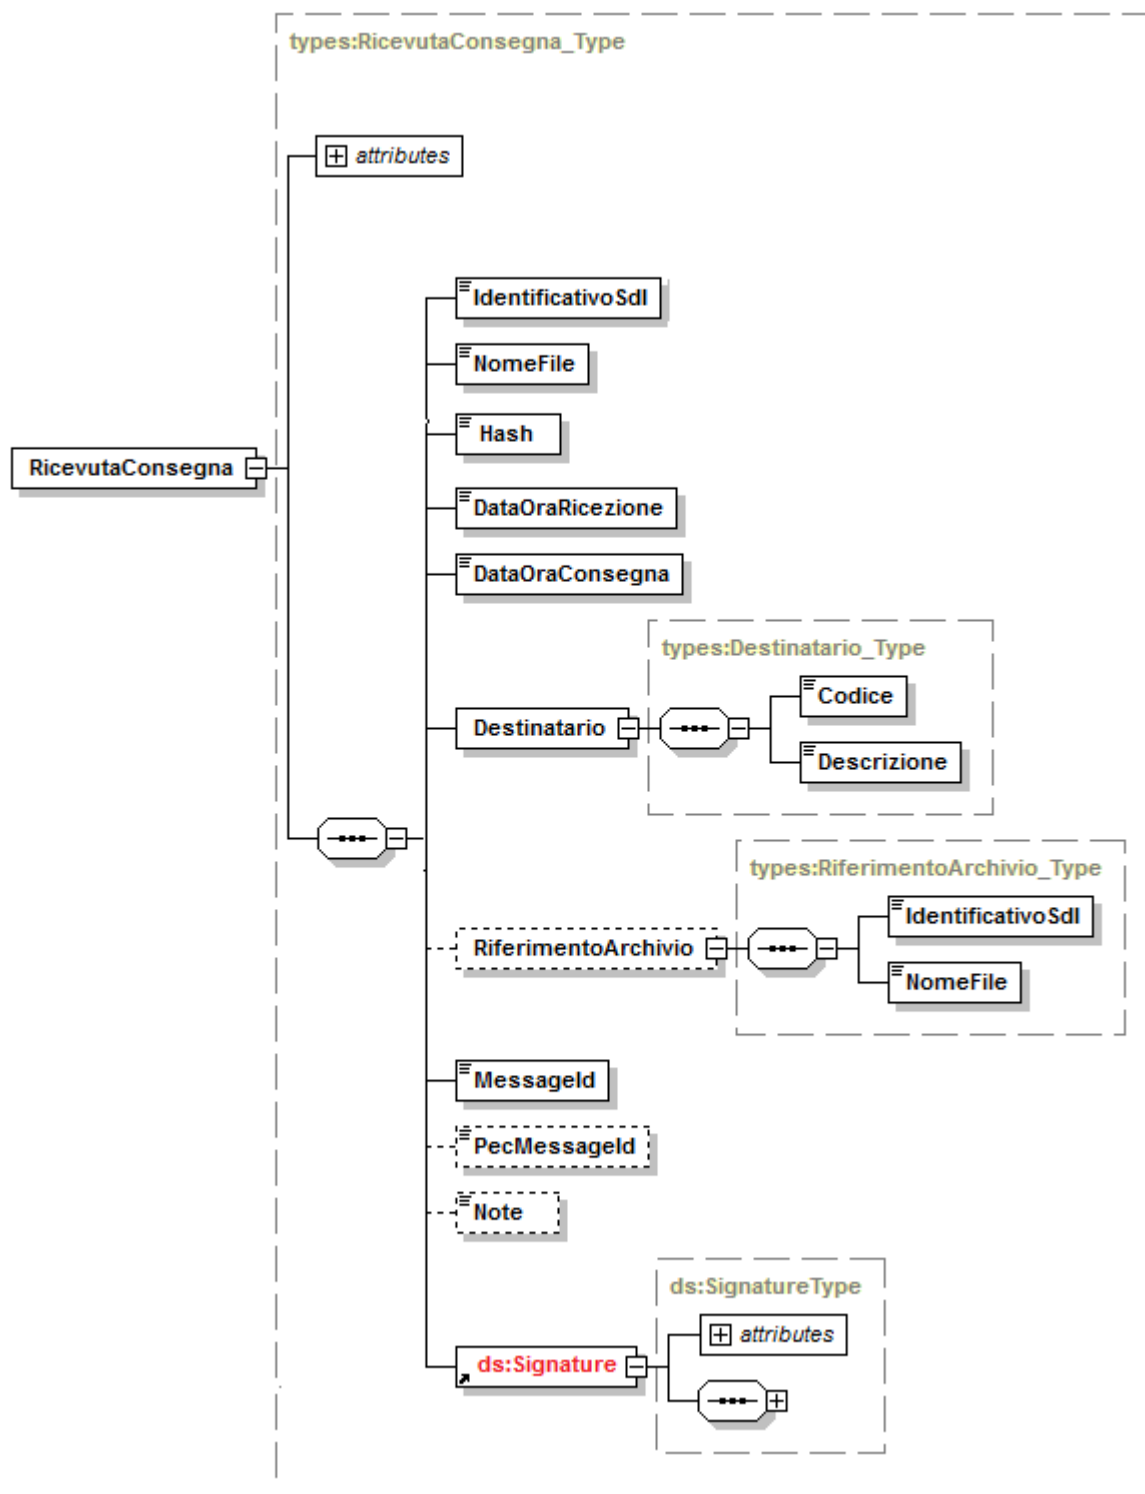 types:RicevutaConsegna_Type
attributes
IdentificativoSdI
NomeFile
Hash
RicevutaConsegna
DataOraRicezione
DataOraConsegna
types:Destinatario_Type
Codice
Destinatario
Descrizione
types:RiferimentoArchivio_Type
IdentificativoSdI
RiferimentoArchivio
NomeFile
MessageId
PecMessageId
Note
ds:SignatureType
attributes
ds:Signature